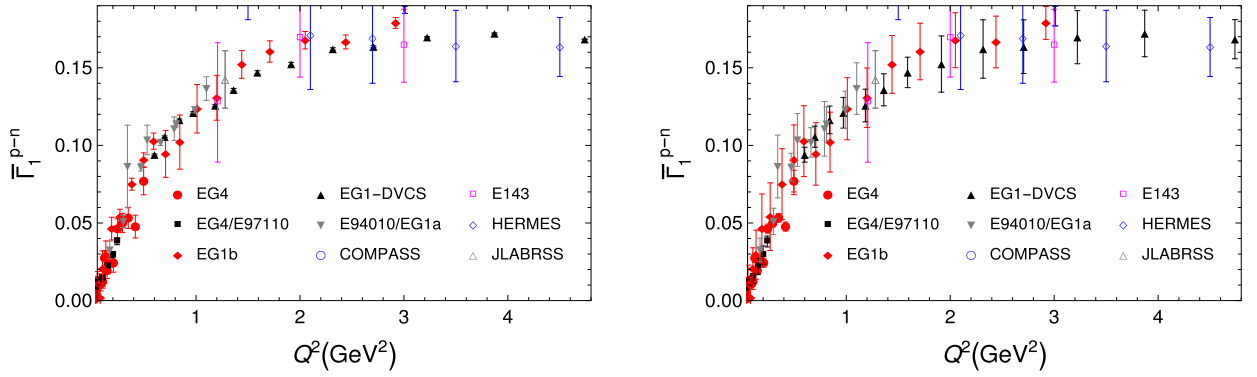 0.15
0.10
0.05
0.00
Γ̅₁ᵖ⁻ⁿ
EG4
EG4/E97110
EG1b
EG1-DVCS
E94010/EG1a
COMPASS
E143
HERMES
JLABRSS
1 2 3 4
Q²(GeV²)
0.15
0.10
0.05
0.00
Γ̅₁ᵖ⁻ⁿ
EG4
EG4/E97110
EG1b
EG1-DVCS
E94010/EG1a
COMPASS
E143
HERMES
JLABRSS
1 2 3 4
Q²(GeV²)